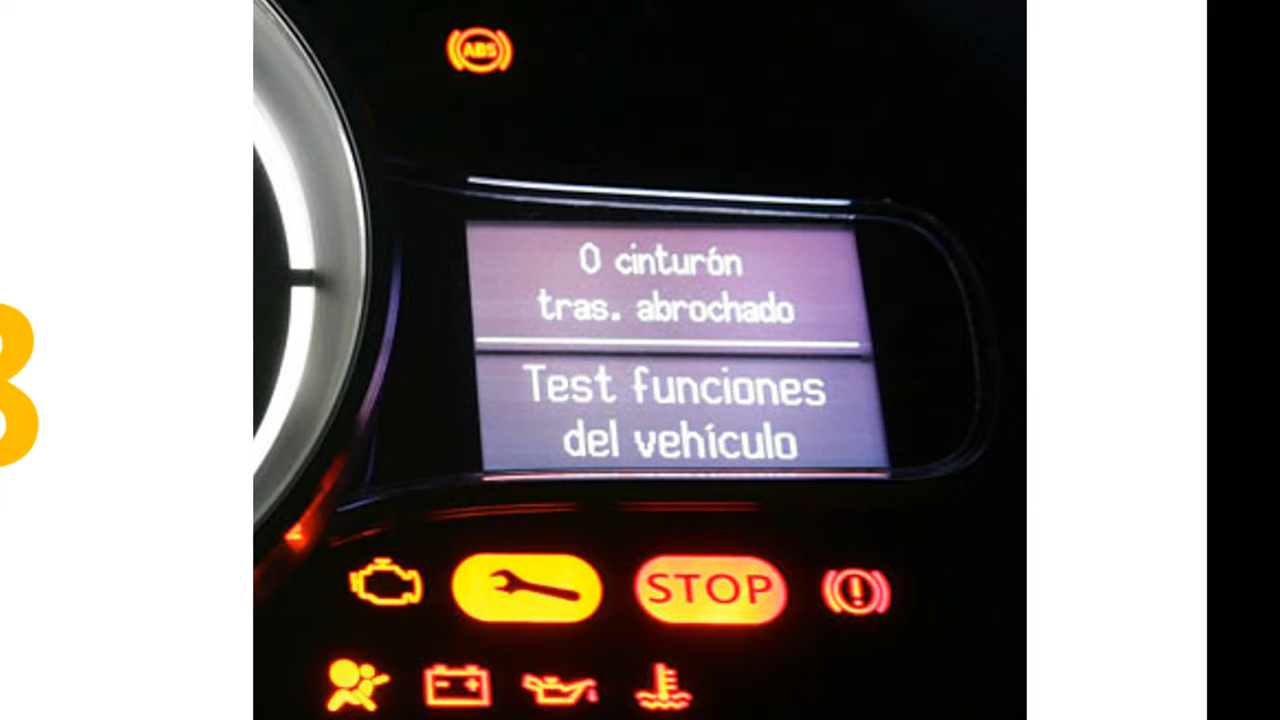 ABS
0 cinturón
tras. abrochado
Test funciones
del vehículo
STOP